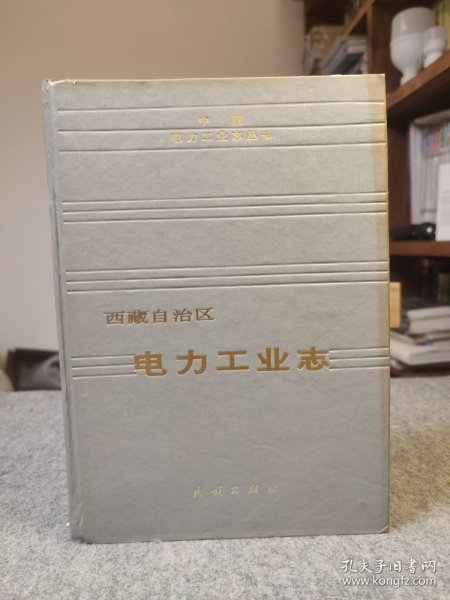 中国
电力工业志丛书
西藏自治区
电力工业志
民族出版社
孔夫子旧书网
www.kongfz.com